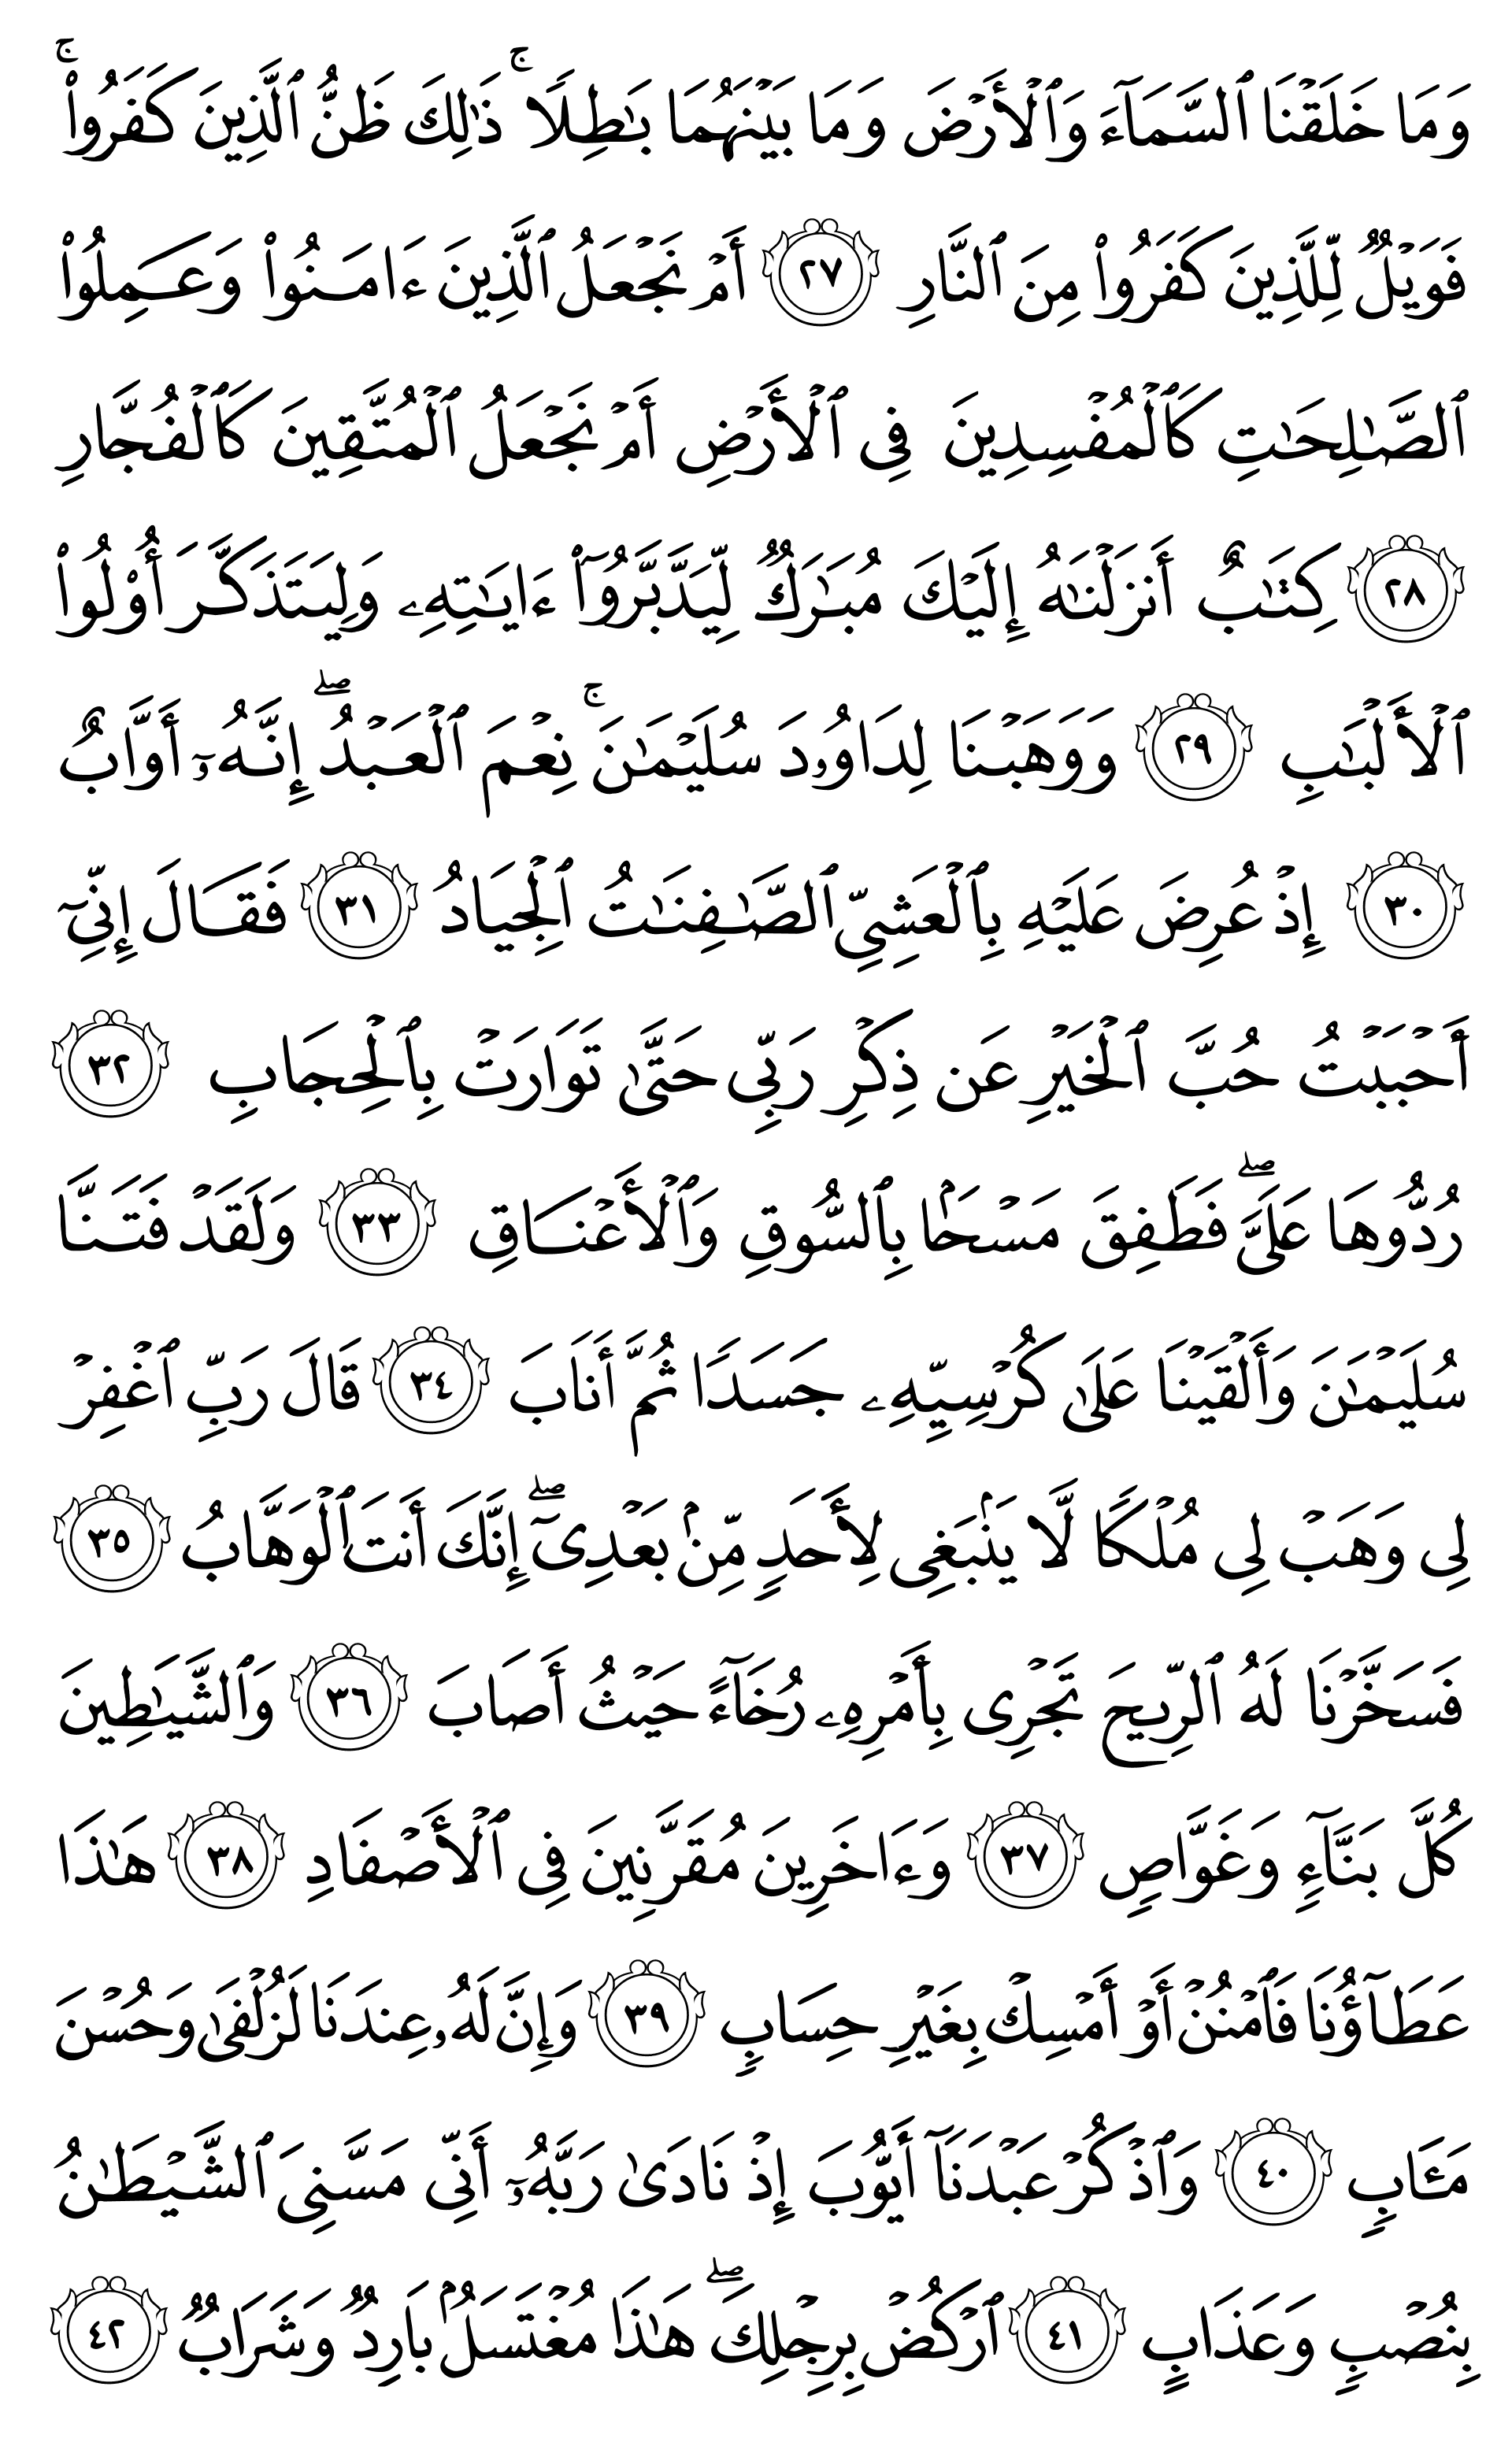 وَمَا خَلَقۡنَا ٱلسَّمَآءَ وَٱلۡأَرۡضَ وَمَا بَيۡنَهُمَا بَٰطِلٗاۚ ذَٰلِكَ ظَنُّ ٱلَّذِينَ كَفَرُواْۚ
فَوَيۡلٞ لِّلَّذِينَ كَفَرُواْ مِنَ ٱلنَّارِ ٢٧ أَمۡ نَجۡعَلُ ٱلَّذِينَ ءَامَنُواْ وَعَمِلُواْ
ٱلصَّٰلِحَٰتِ كَٱلۡمُفۡسِدِينَ فِي ٱلۡأَرۡضِ أَمۡ نَجۡعَلُ ٱلۡمُتَّقِينَ كَٱلۡفُجَّارِ
٢٨ كِتَٰبٌ أَنزَلۡنَٰهُ إِلَيۡكَ مُبَٰرَكٞ لِّيَدَّبَّرُوٓاْ ءَايَٰتِهِۦ وَلِيَتَذَكَّرَ أُوْلُواْ
ٱلۡأَلۡبَٰبِ ٢٩ وَوَهَبۡنَا لِدَاوُۥدَ سُلَيۡمَٰنَۚ نِعۡمَ ٱلۡعَبۡدُ إِنَّهُۥٓ أَوَّابٌ
٣٠ إِذۡ عُرِضَ عَلَيۡهِ بِٱلۡعَشِيِّ ٱلصَّٰفِنَٰتُ ٱلۡجِيَادُ ٣١ فَقَالَ إِنِّيٓ
أَحۡبَبۡتُ حُبَّ ٱلۡخَيۡرِ عَن ذِكۡرِ رَبِّي حَتَّىٰ تَوَارَتۡ بِٱلۡحِجَابِ ٣٢
رُدُّوهَا عَلَيَّۖ فَطَفِقَ مَسۡحَۢا بِٱلسُّوقِ وَٱلۡأَعۡنَاقِ ٣٣ وَلَقَدۡ فَتَنَّا
سُلَيۡمَٰنَ وَأَلۡقَيۡنَا عَلَىٰ كُرۡسِيِّهِۦ جَسَدٗا ثُمَّ أَنَابَ ٣٤ قَالَ رَبِّ ٱغۡفِرۡ
لِي وَهَبۡ لِي مُلۡكٗا لَّا يَنۢبَغِي لِأَحَدٖ مِّنۢ بَعۡدِيٓۖ إِنَّكَ أَنتَ ٱلۡوَهَّابُ ٣٥
فَسَخَّرۡنَا لَهُ ٱلرِّيحَ تَجۡرِي بِأَمۡرِهِۦ رُخَآءً حَيۡثُ أَصَابَ ٣٦ وَٱلشَّيَٰطِينَ
كُلَّ بَنَّآءٖ وَغَوَّاصٖ ٣٧ وَءَاخَرِينَ مُقَرَّنِينَ فِي ٱلۡأَصۡفَادِ ٣٨ هَٰذَا
عَطَآؤُنَا فَٱمۡنُنۡ أَوۡ أَمۡسِكۡ بِغَيۡرِ حِسَابٖ ٣٩ وَإِنَّ لَهُۥ عِندَنَا لَزُلۡفَىٰ وَحُسۡنَ
مَـَٔابٖ ٤٠ وَٱذۡكُرۡ عَبۡدَنَآ أَيُّوبَ إِذۡ نَادَىٰ رَبَّهُۥٓ أَنِّي مَسَّنِيَ ٱلشَّيۡطَٰنُ
بِنُصۡبٖ وَعَذَابٍ ٤١ ٱرۡكُضۡ بِرِجۡلِكَۖ هَٰذَا مُغۡتَسَلُۢ بَارِدٞ وَشَرَابٞ ٤٢